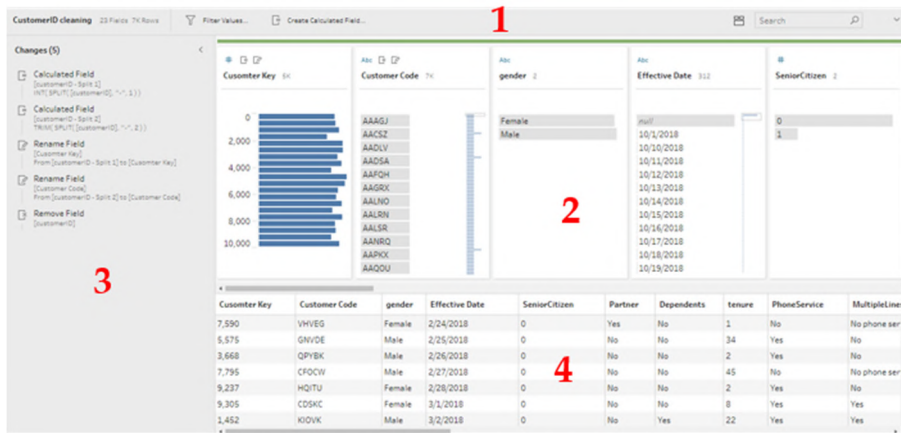 CustomerID cleaning 23 Fields 7K Rows Filter Values... Create Calculated Field... 1 Search
Changes (5)
Calculated Field
[customerID - Split 1]
INT( SPLIT( [customerID], "-", 1 ) )
Calculated Field
[customerID - Split 2]
TRIM( SPLIT( [customerID], "-", 2 ) )
Rename Field
[Cusomter Key]
From [customerID - Split 1] to [Cusomter Key]
Rename Field
[Customer Code]
From [customerID - Split 2] to [Customer Code]
Remove Field
[customerID]
3
#
Cusomter Key 6K
0
2,000
4,000
6,000
8,000
10,000
Abc
Customer Code 7K
AAAGJ
AACSZ
AADLV
AADSA
AAFQH
AAGRX
AALNO
AALRN
AALSR
AANRQ
AAPKX
AAQOU
Abc
gender 2
Female
Male
2
Abc
Effective Date 312
null
10/1/2018
10/10/2018
10/11/2018
10/12/2018
10/13/2018
10/14/2018
10/15/2018
10/16/2018
10/17/2018
10/18/2018
10/19/2018
#
SeniorCitizen 2
0
1
Cusomter Key Customer Code gender Effective Date SeniorCitizen Partner Dependents tenure PhoneService MultipleLines
7,590 VHVEG Female 2/24/2018 0 Yes No 1 No No phone ser
5,575 GNVDE Male 2/25/2018 0 No No 34 Yes No
3,668 QPYBK Male 2/26/2018 0 No No 2 Yes No
7,795 CFOCW Male 2/27/2018 0 No No 45 No No phone ser
9,237 HQITU Female 2/28/2018 0 No No 2 Yes No
9,305 CDSKC Female 3/1/2018 0 No No 8 Yes Yes
1,452 KIOVK Male 3/2/2018 0 No Yes 22 Yes Yes
4